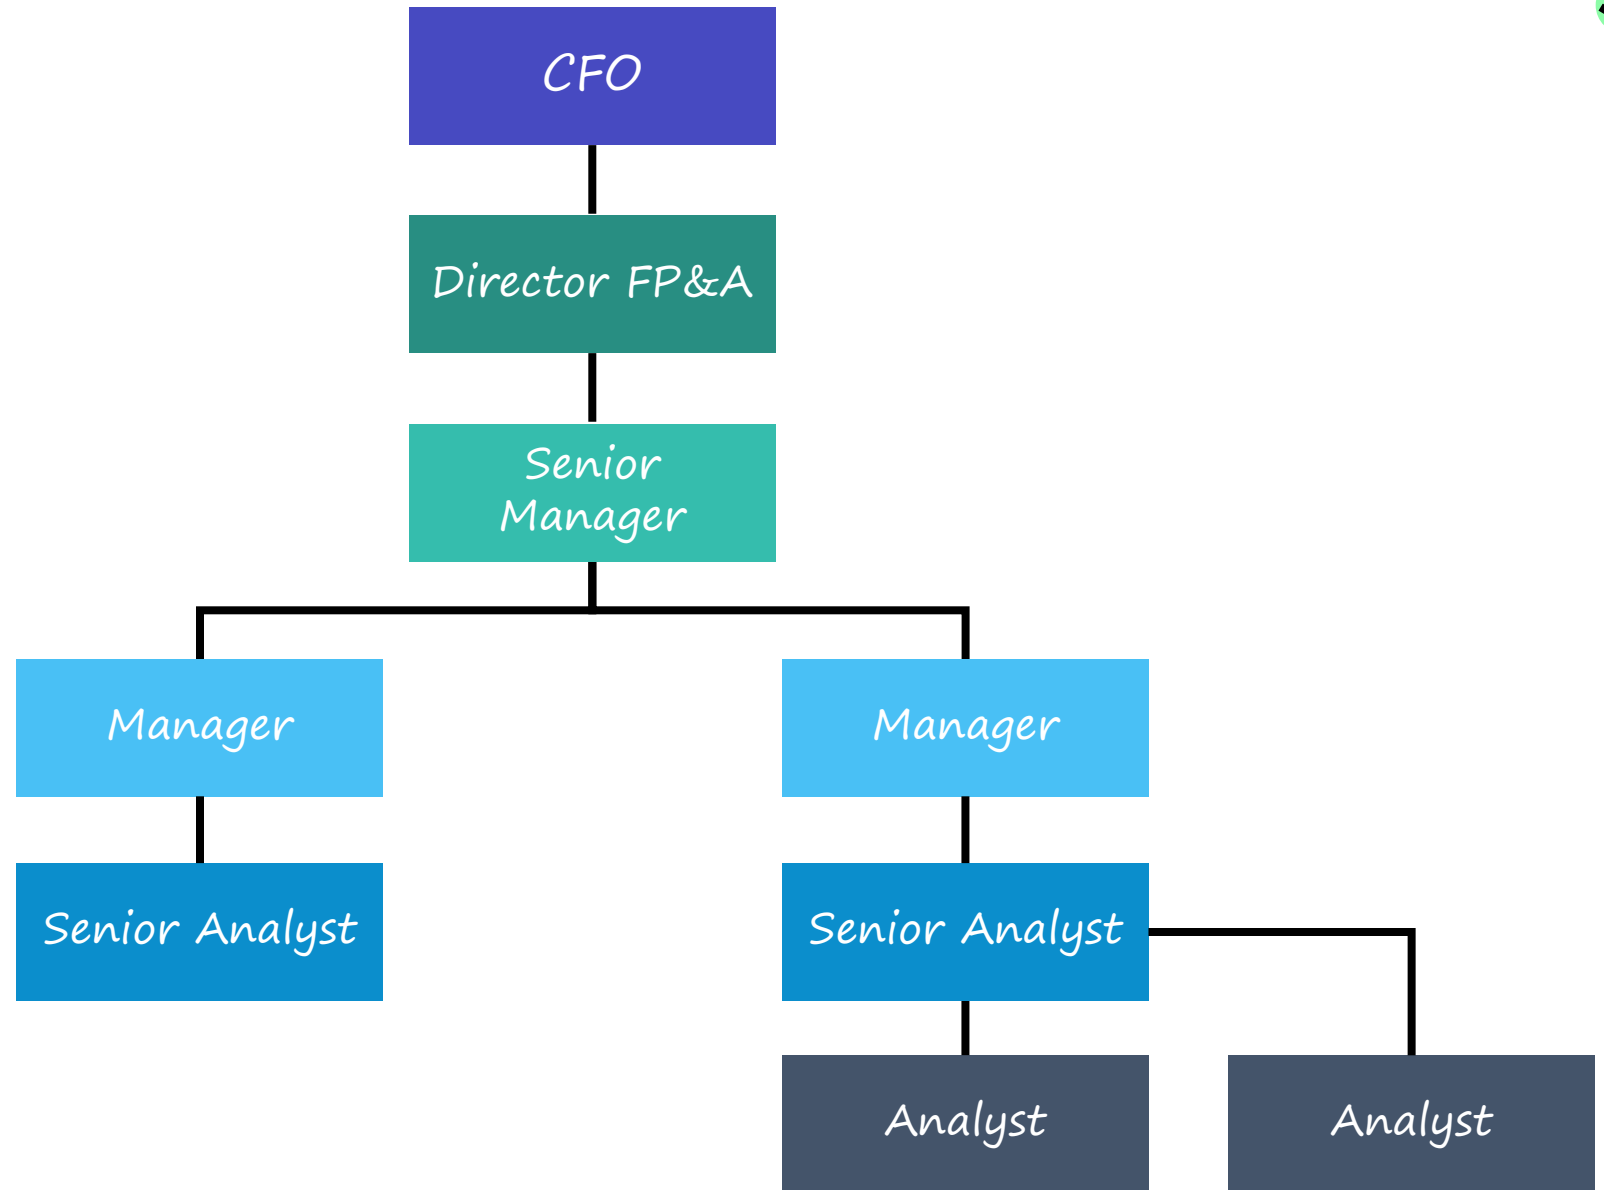 CFO
Director FP&A
Senior
Manager
Manager
Manager
Senior Analyst
Senior Analyst
Analyst
Analyst